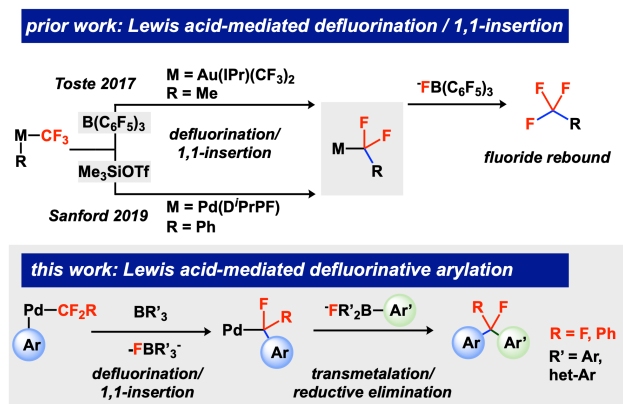 prior work: Lewis acid-mediated defluorination / 1,1-insertion
Toste 2017
M = Au(IPr)(CF3)2
R = Me
B(C6F5)3
defluorination/
1,1-insertion
Me3SiOTf
M
CF3
R
Sanford 2019
M = Pd(DiPrPF)
R = Ph
F
F
M
R
-FB(C6F5)3
F
F
F
R
fluoride rebound
this work: Lewis acid-mediated defluorinative arylation
Pd
CF2R
Ar
BR'3
-FBR'3-
defluorination/
1,1-insertion
F
Pd
R
Ar
-FR'2B
Ar'
transmetalation/
reductive elimination
R
F
Ar
Ar'
R = F, Ph
R' = Ar,
het-Ar